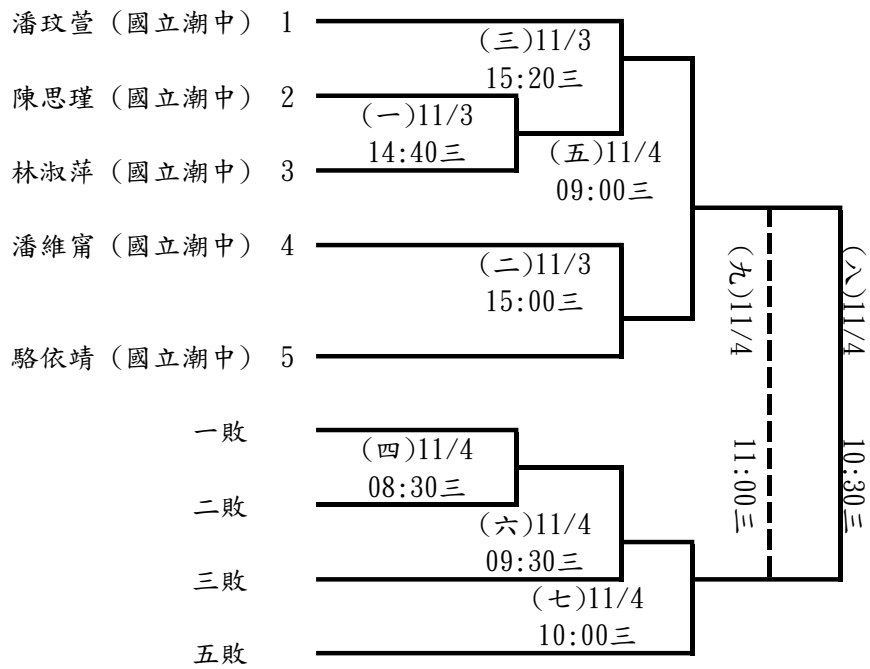 潘玟萱 (國立潮中) 1
(三)11/3
15:20三
陳思瑾 (國立潮中) 2
(一)11/3
14:40三
林淑萍 (國立潮中) 3
(五)11/4
09:00三
潘維甯 (國立潮中) 4
(二)11/3
15:00三
駱依靖 (國立潮中) 5
(九)11/4 11:00三
(八)11/4 10:30三
一敗
(四)11/4
08:30三
二敗
(六)11/4
09:30三
三敗
(七)11/4
10:00三
五敗